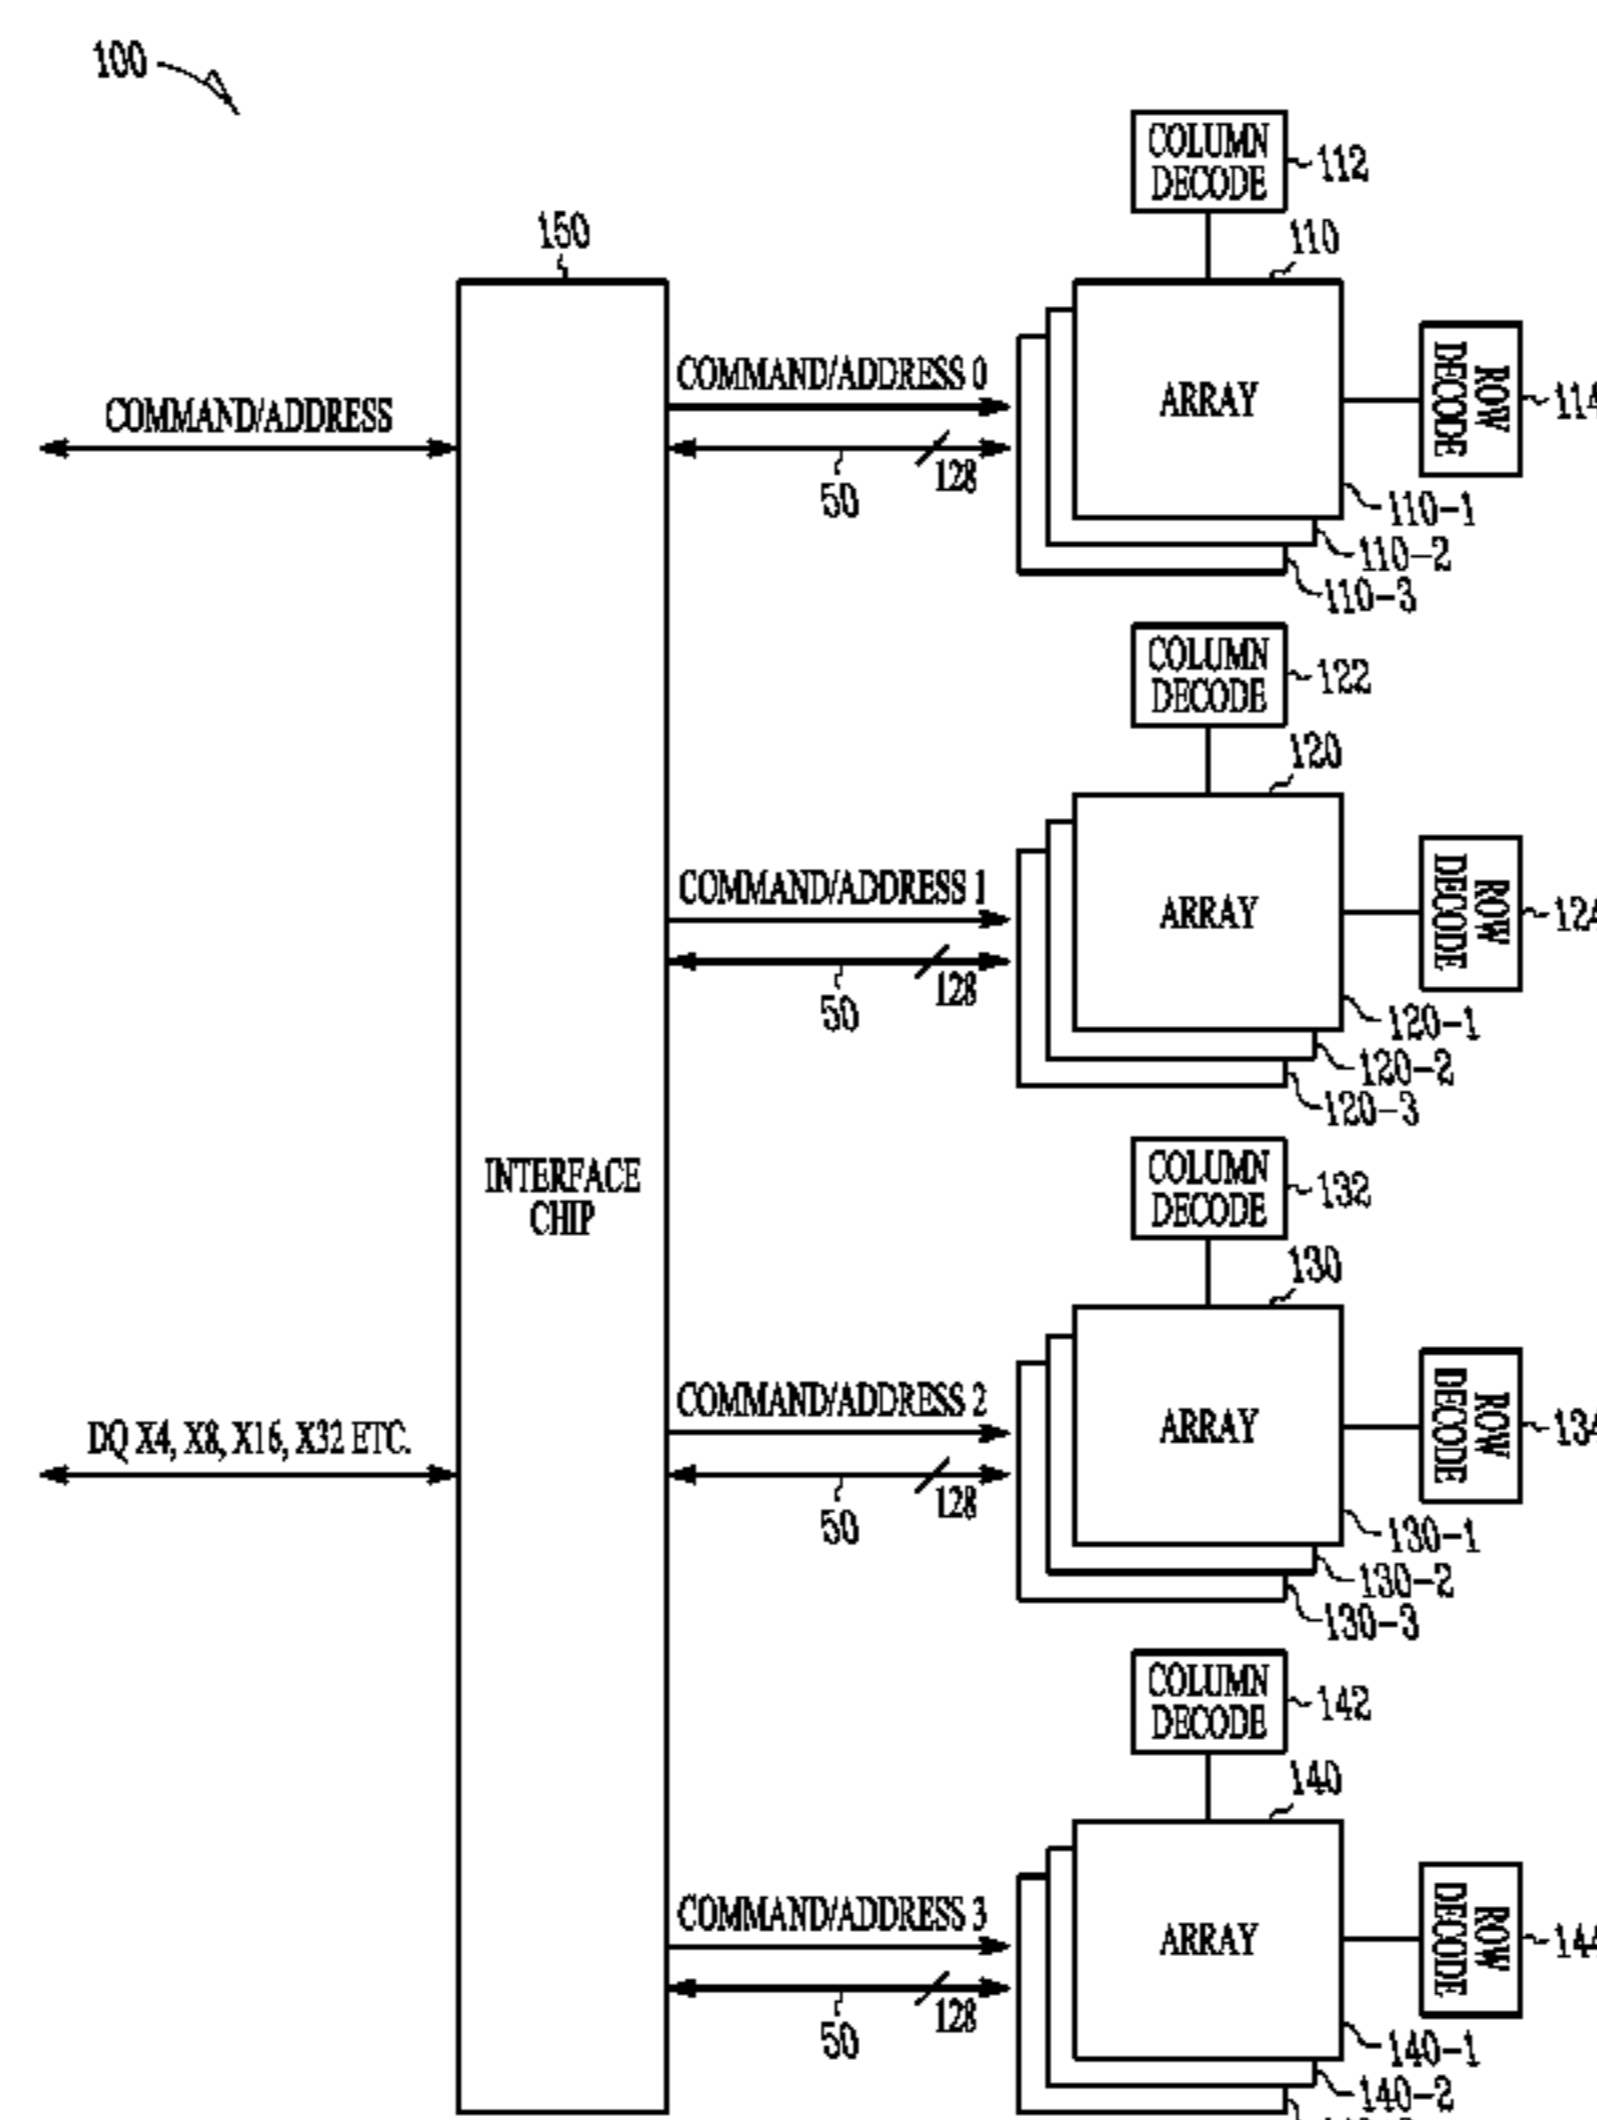 100
COLUMN
DECODE
112
150
110
COMMAND/ADDRESS
COMMAND/ADDRESS 0
50
128
ARRAY
ROW
DECODE
114
110-1
110-2
110-3
COLUMN
DECODE
122
120
COMMAND/ADDRESS 1
50
128
ARRAY
ROW
DECODE
124
120-1
120-2
120-3
INTERFACE
CHIP
COLUMN
DECODE
132
130
DQ X4, X8, X16, X32 ETC.
COMMAND/ADDRESS 2
50
128
ARRAY
ROW
DECODE
134
130-1
130-2
130-3
COLUMN
DECODE
142
140
COMMAND/ADDRESS 3
50
128
ARRAY
ROW
DECODE
144
140-1
140-2